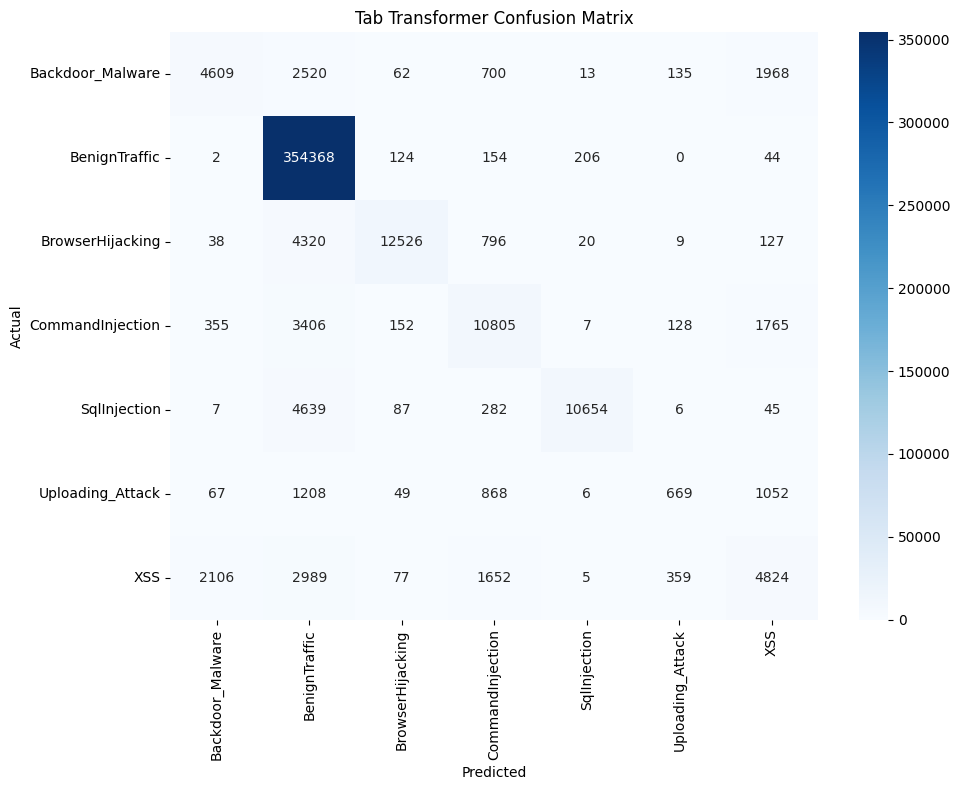 Tab Transformer Confusion Matrix
Actual
Backdoor_Malware 4609 2520 62 700 13 135 1968
BenignTraffic 2 354368 124 154 206 0 44
BrowserHijacking 38 4320 12526 796 20 9 127
CommandInjection 355 3406 152 10805 7 128 1765
SqlInjection 7 4639 87 282 10654 6 45
Uploading_Attack 67 1208 49 868 6 669 1052
XSS 2106 2989 77 1652 5 359 4824
Backdoor_Malware
BenignTraffic
BrowserHijacking
CommandInjection
SqlInjection
Uploading_Attack
XSS
Predicted
350000
300000
250000
200000
150000
100000
50000
0